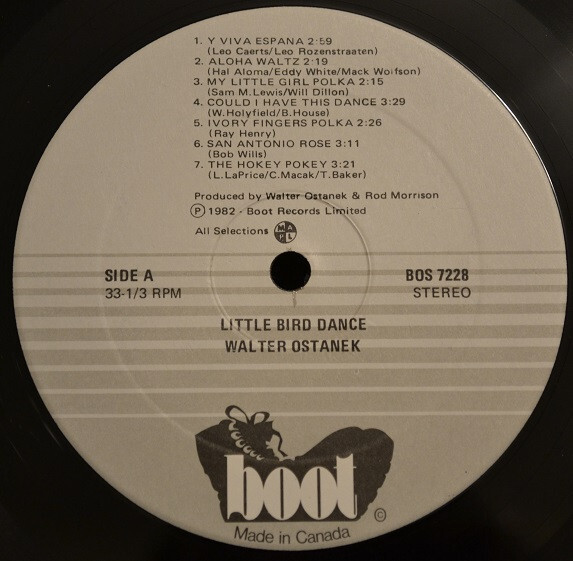 1. Y VIVA ESPANA 2:59
(Leo Caerts/Leo Rozenstraaten)
2. ALOHA WALTZ 2:19
(Hal Aloma/Eddy White/Mack Wolfson)
3. MY LITTLE GIRL POLKA 2:15
(Sam M.Lewis/Will Dillon)
4. COULD I HAVE THIS DANCE 3:29
(W.Holyfield/B.House)
5. IVORY FINGERS POLKA 2:26
(Ray Henry)
6. SAN ANTONIO ROSE 3:11
(Bob Wills)
7. THE HOKEY POKEY 3:21
(L.LaPrice/C.Macak/T.Baker)
Produced by Walter Ostanek & Rod Morrison
Ⓟ 1982 - Boot Records Limited
All Selections MAPL
SIDE A BOS 7228
33-1/3 RPM STEREO
LITTLE BIRD DANCE
WALTER OSTANEK
boot ©
Made in Canada